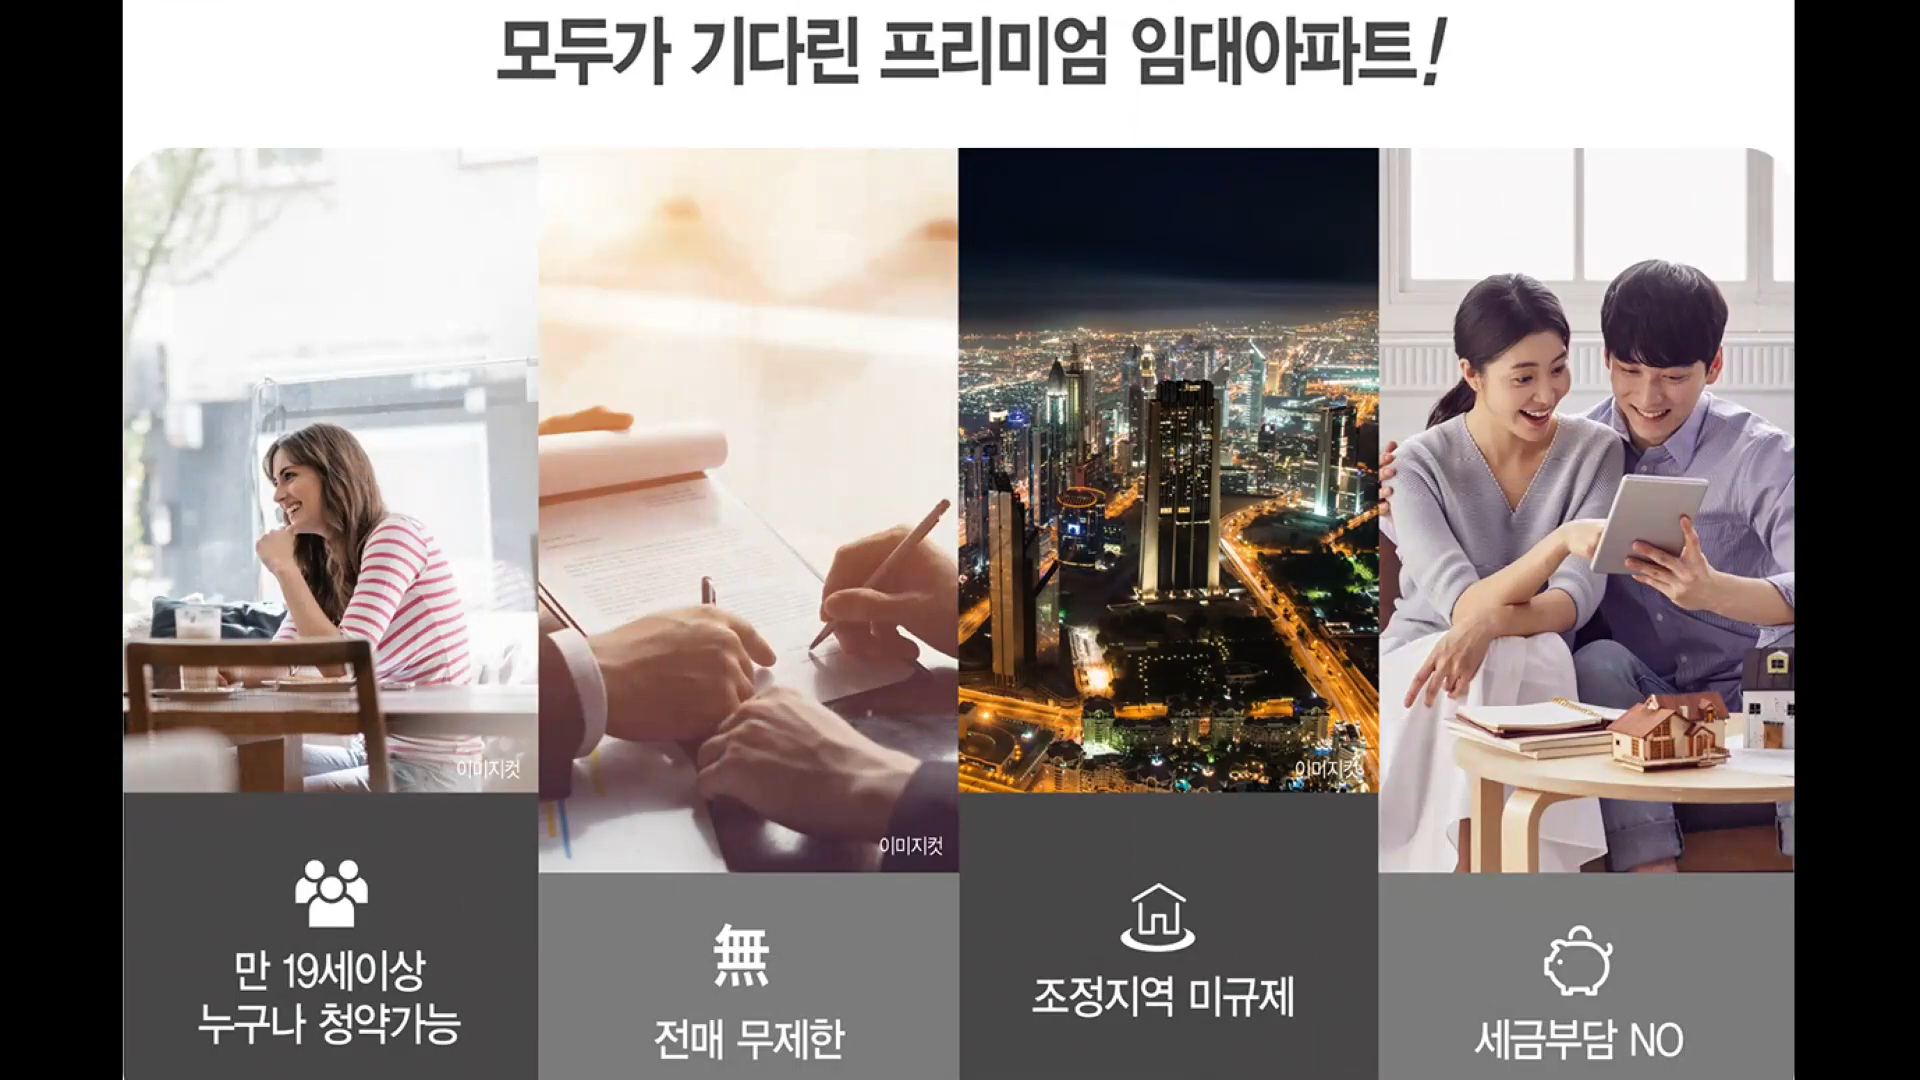 모두가 기다린 프리미엄 임대아파트!
이미지컷
만 19세이상
누구나 청약가능
이미지컷
無
전매 무제한
이미지컷
조정지역 미규제
세금부담 NO